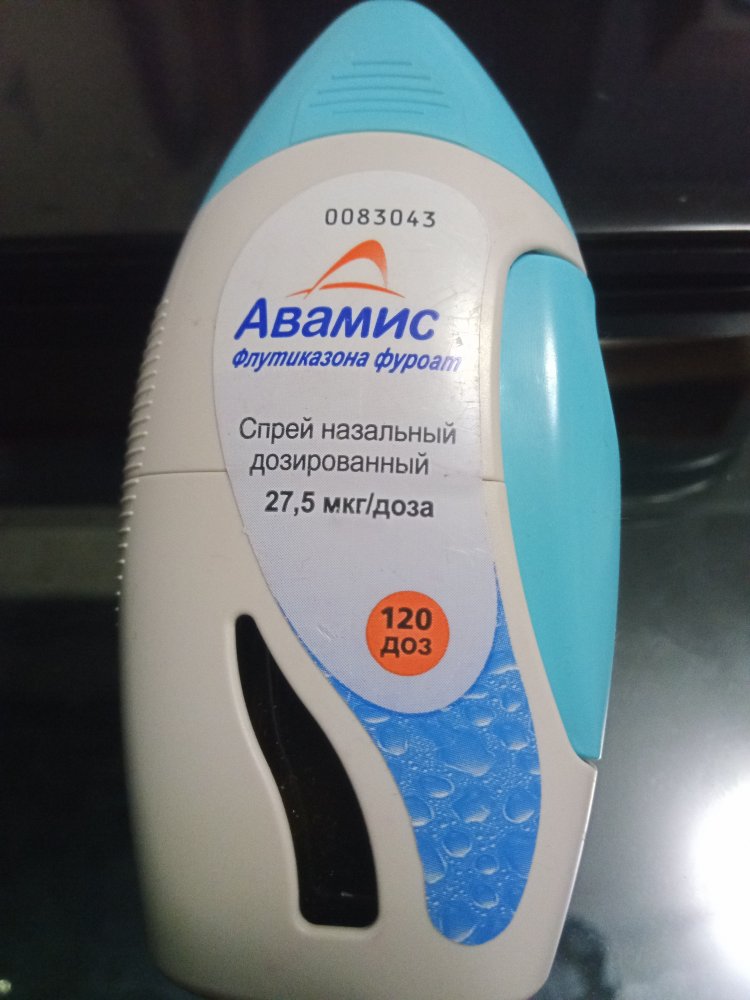 0083043
Авамис
Флутиказона фуроат
Спрей назальный
дозированный
27,5 мкг/доза
120
доз